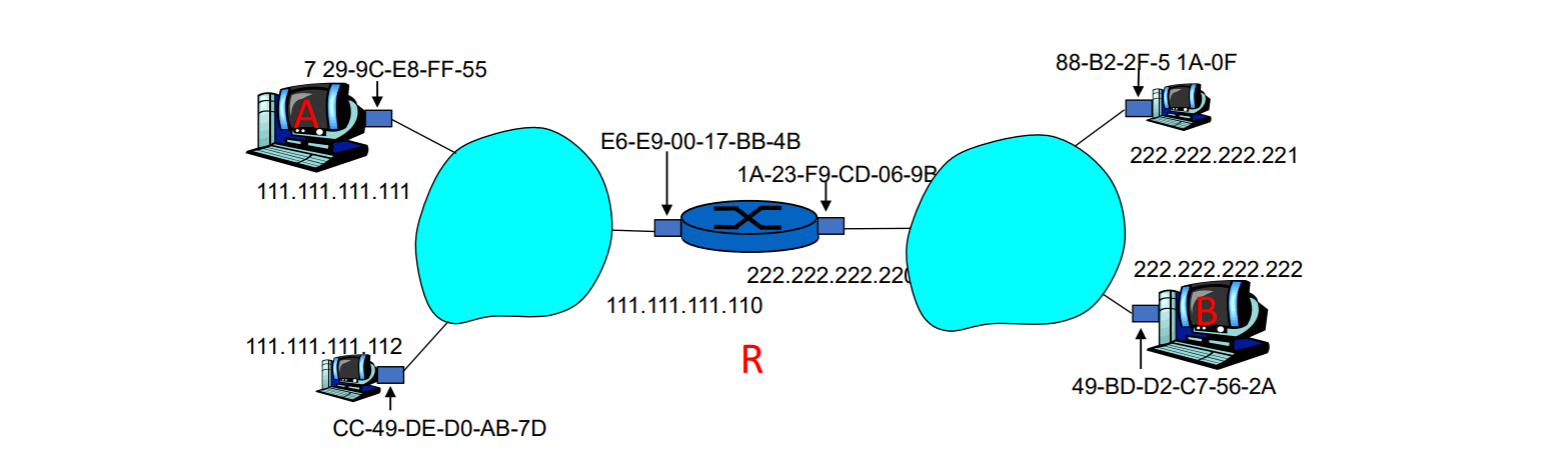 7 29-9C-E8-FF-55
A
111.111.111.111
E6-E9-00-17-BB-4B
1A-23-F9-CD-06-9B
88-B2-2F-5 1A-0F
222.222.222.221
222.222.222.220
111.111.111.110
222.222.222.222
B
111.111.111.112
R
49-BD-D2-C7-56-2A
CC-49-DE-D0-AB-7D